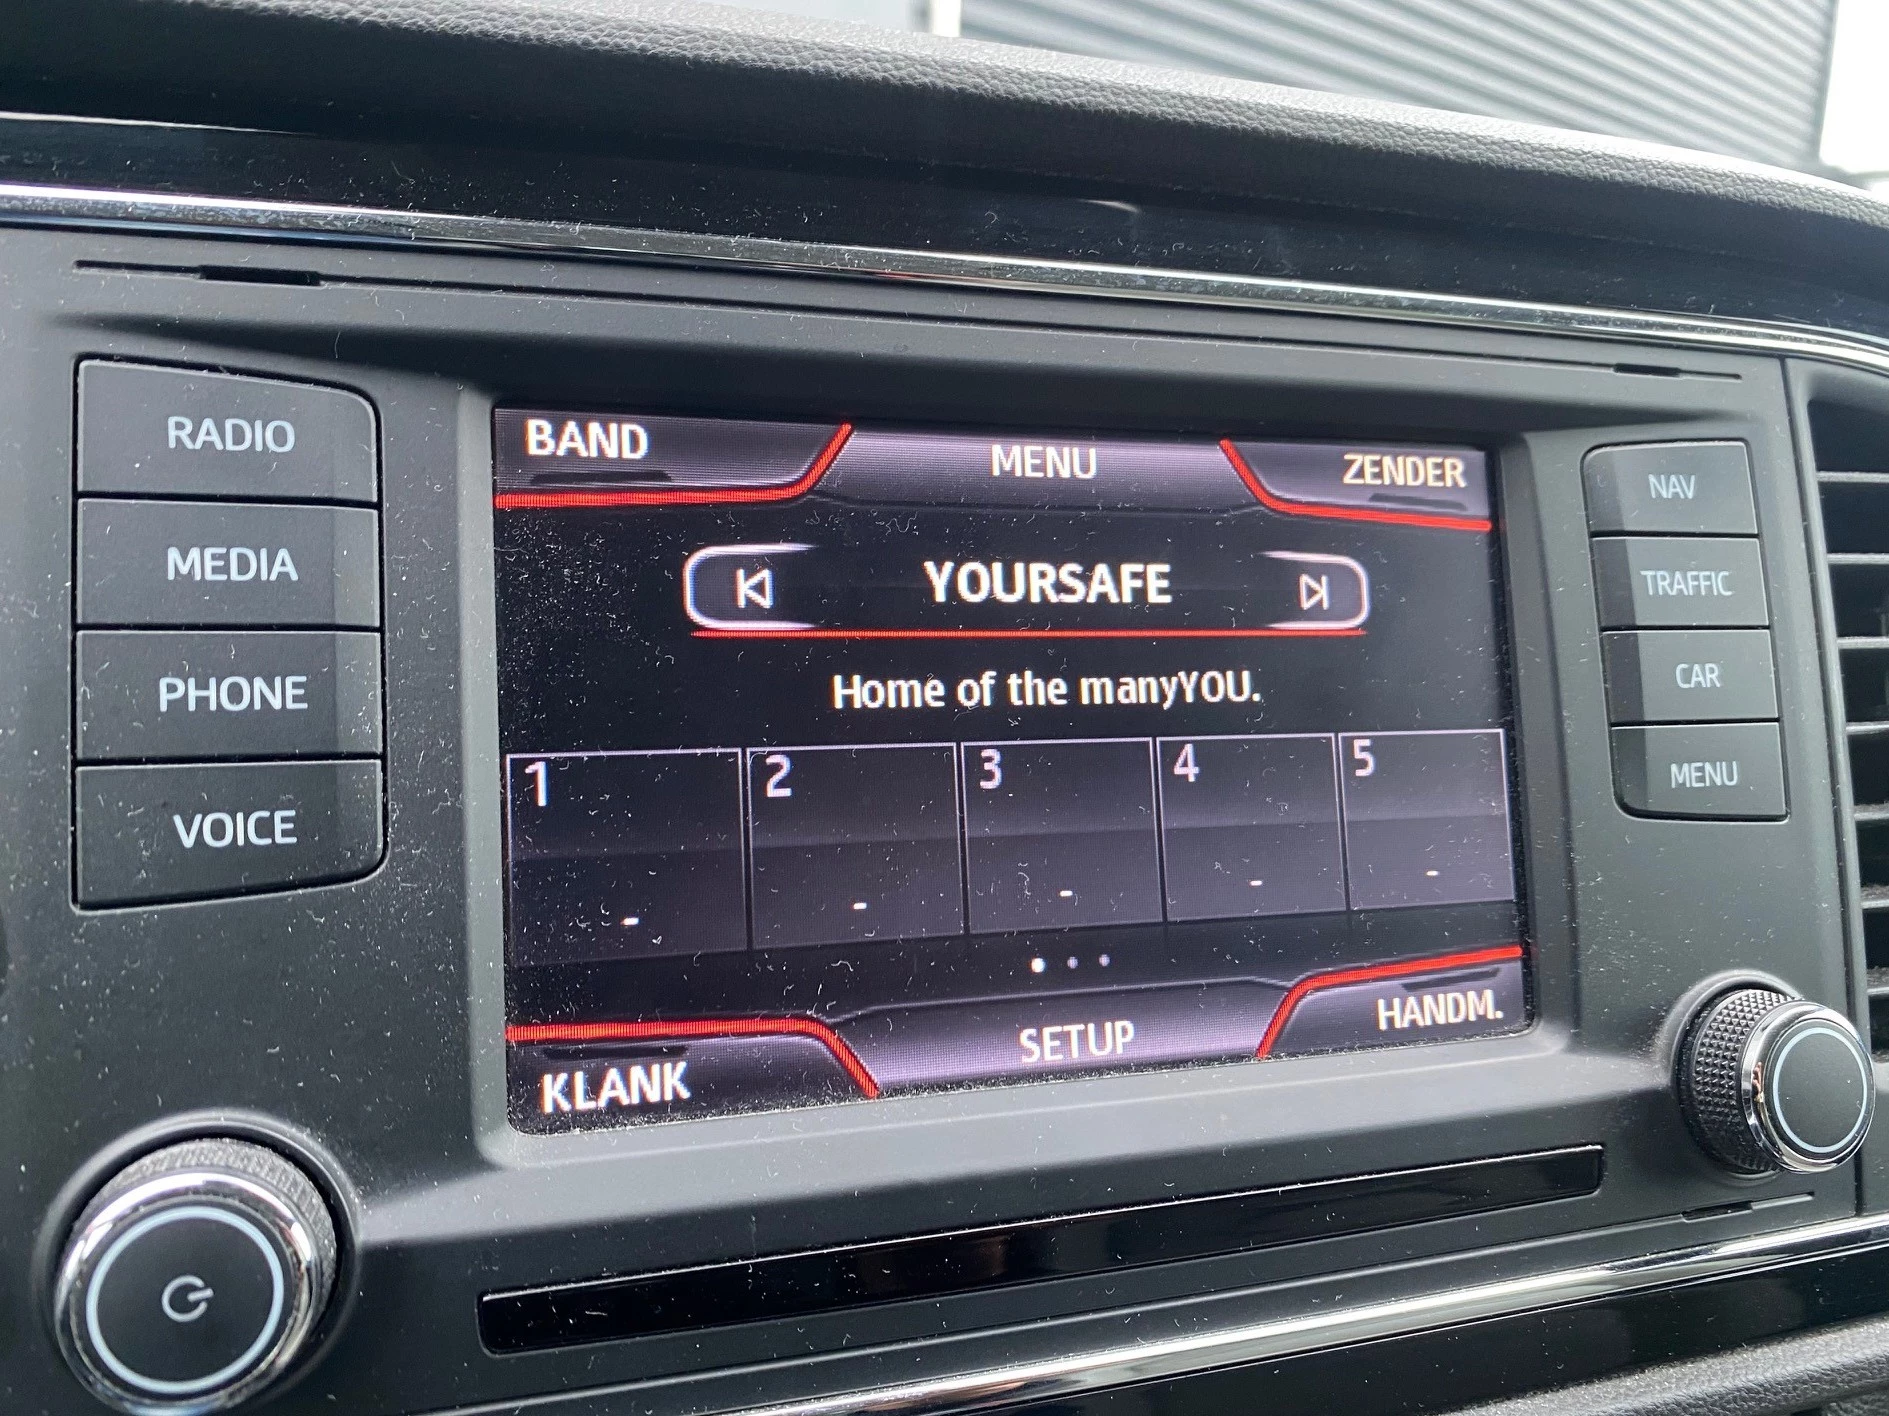 RADIO
MEDIA
PHONE
VOICE
BAND
MENU
ZENDER
YOURSAFE
Home of the manyYOU.
1
2
3
4
5
-
-
-
-
-
KLANK
SETUP
HANDM.
NAV
TRAFFIC
CAR
MENU